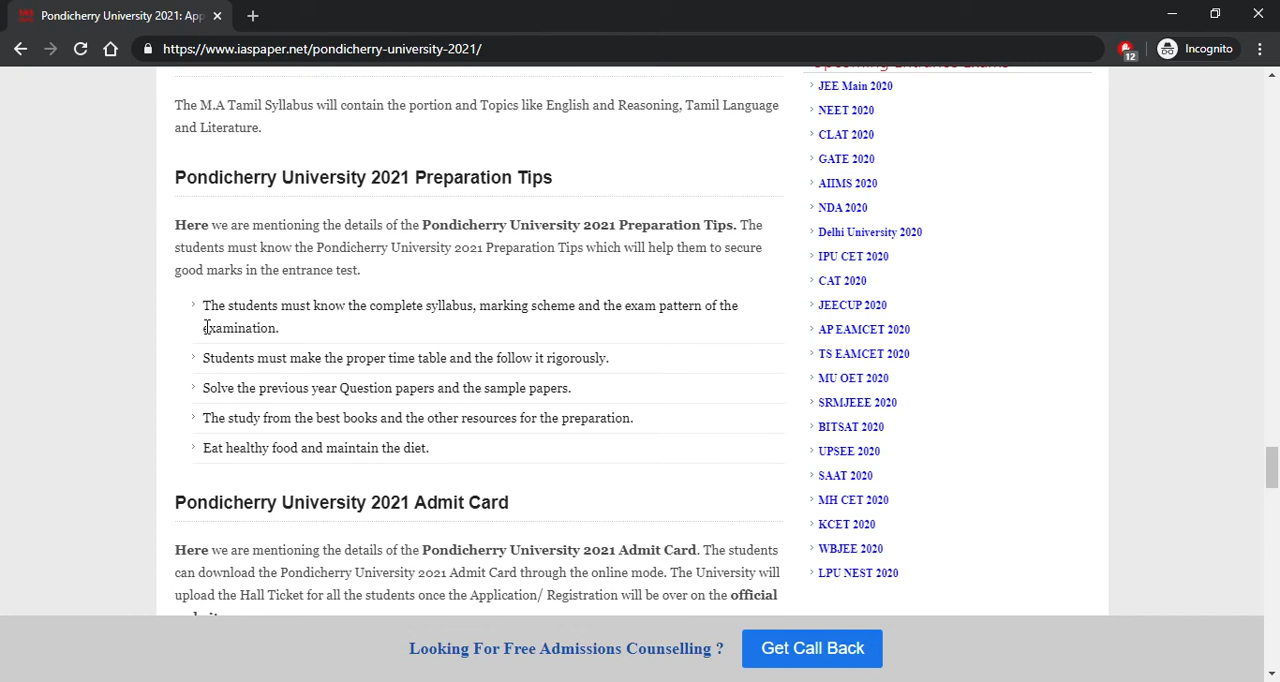 Pondicherry University 2021: App
https://www.iaspaper.net/pondicherry-university-2021/
12
Incognito
The M.A Tamil Syllabus will contain the portion and Topics like English and Reasoning, Tamil Language
and Literature.
Pondicherry University 2021 Preparation Tips
Here we are mentioning the details of the Pondicherry University 2021 Preparation Tips. The
students must know the Pondicherry University 2021 Preparation Tips which will help them to secure
good marks in the entrance test.
The students must know the complete syllabus, marking scheme and the exam pattern of the
examination.
Students must make the proper time table and the follow it rigorously.
Solve the previous year Question papers and the sample papers.
The study from the best books and the other resources for the preparation.
Eat healthy food and maintain the diet.
Pondicherry University 2021 Admit Card
Here we are mentioning the details of the Pondicherry University 2021 Admit Card. The students
can download the Pondicherry University 2021 Admit Card through the online mode. The University will
upload the Hall Ticket for all the students once the Application/ Registration will be over on the official
Upcoming Entrance Exams
JEE Main 2020
NEET 2020
CLAT 2020
GATE 2020
AIIMS 2020
NDA 2020
Delhi University 2020
IPU CET 2020
CAT 2020
JEECUP 2020
AP EAMCET 2020
TS EAMCET 2020
MU OET 2020
SRMJEEE 2020
BITSAT 2020
UPSEE 2020
SAAT 2020
MH CET 2020
KCET 2020
WBJEE 2020
LPU NEST 2020
Looking For Free Admissions Counselling ?
Get Call Back